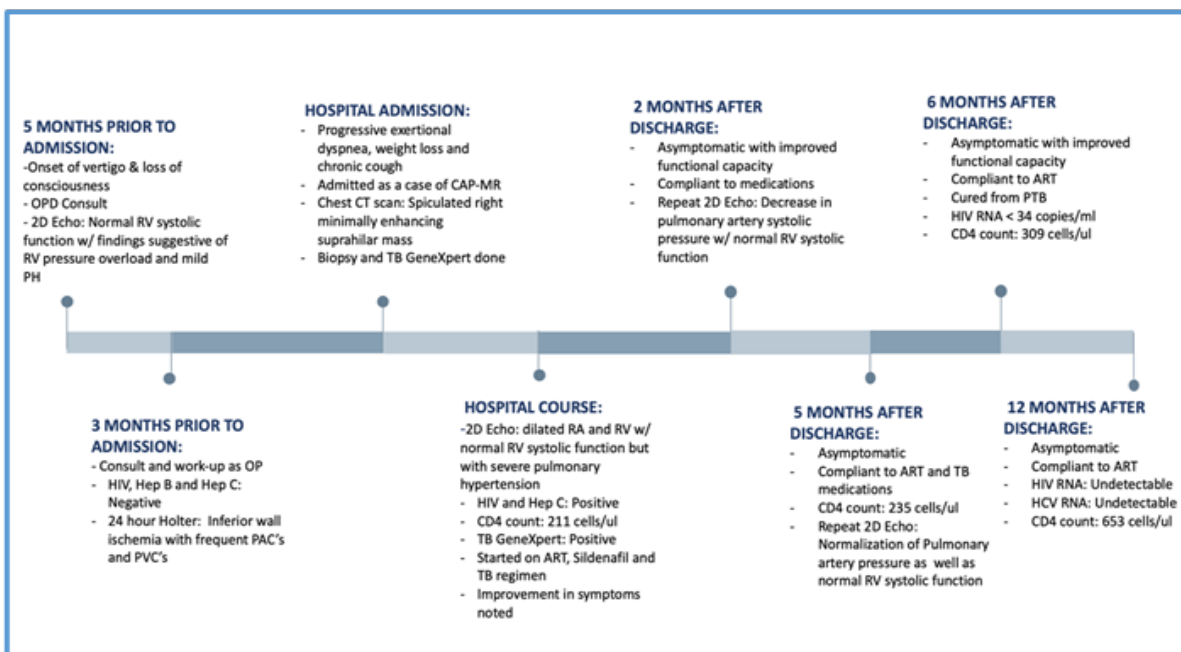 5 MONTHS PRIOR TO
ADMISSION:
-Onset of vertigo & loss of
consciousness
- OPD Consult
- 2D Echo: Normal RV systolic
function w/ findings suggestive of
RV pressure overload and mild
PH
HOSPITAL ADMISSION:
- Progressive exertional
dyspnea, weight loss and
chronic cough
- Admitted as a case of CAP-MR
- Chest CT scan: Spiculated right
minimally enhancing
suprahilar mass
- Biopsy and TB GeneXpert done
2 MONTHS AFTER
DISCHARGE:
- Asymptomatic with improved
functional capacity
- Compliant to medications
- Repeat 2D Echo: Decrease in
pulmonary artery systolic
pressure w/ normal RV systolic
function
6 MONTHS AFTER
DISCHARGE:
- Asymptomatic with improved
functional capacity
- Compliant to ART
- Cured from PTB
- HIV RNA < 34 copies/ml
- CD4 count: 309 cells/ul
3 MONTHS PRIOR TO
ADMISSION:
- Consult and work-up as OP
- HIV, Hep B and Hep C:
Negative
- 24 hour Holter: Inferior wall
ischemia with frequent PAC's
and PVC's
HOSPITAL COURSE:
-2D Echo: dilated RA and RV w/
normal RV systolic function but
with severe pulmonary
hypertension
- HIV and Hep C: Positive
- CD4 count: 211 cells/ul
- TB GeneXpert: Positive
- Started on ART, Sildenafil and
TB regimen
- Improvement in symptoms
noted
5 MONTHS AFTER
DISCHARGE:
- Asymptomatic
- Compliant to ART and TB
medications
- CD4 count: 235 cells/ul
- Repeat 2D Echo:
Normalization of Pulmonary
artery pressure as well as
normal RV systolic function
12 MONTHS AFTER
DISCHARGE:
- Asymptomatic
- Compliant to ART
- HIV RNA: Undetectable
- HCV RNA: Undetectable
- CD4 count: 653 cells/ul